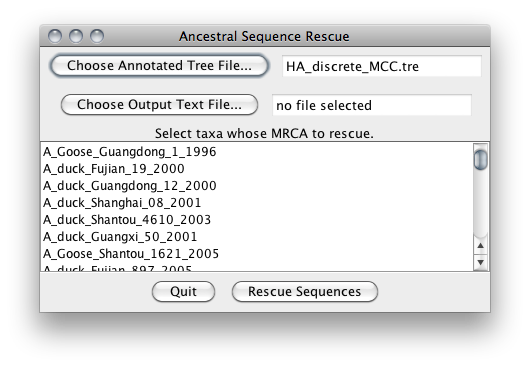 Ancestral Sequence Rescue
Choose Annotated Tree File... HA_discrete_MCC.tre
Choose Output Text File... no file selected
Select taxa whose MRCA to rescue.
A_Goose_Guangdong_1_1996
A_duck_Fujian_19_2000
A_duck_Guangdong_12_2000
A_duck_Shanghai_08_2001
A_duck_Shantou_4610_2003
A_duck_Guangxi_50_2001
A_Goose_Shantou_1621_2005
A_duck_Fujian_897_2005
Quit Rescue Sequences